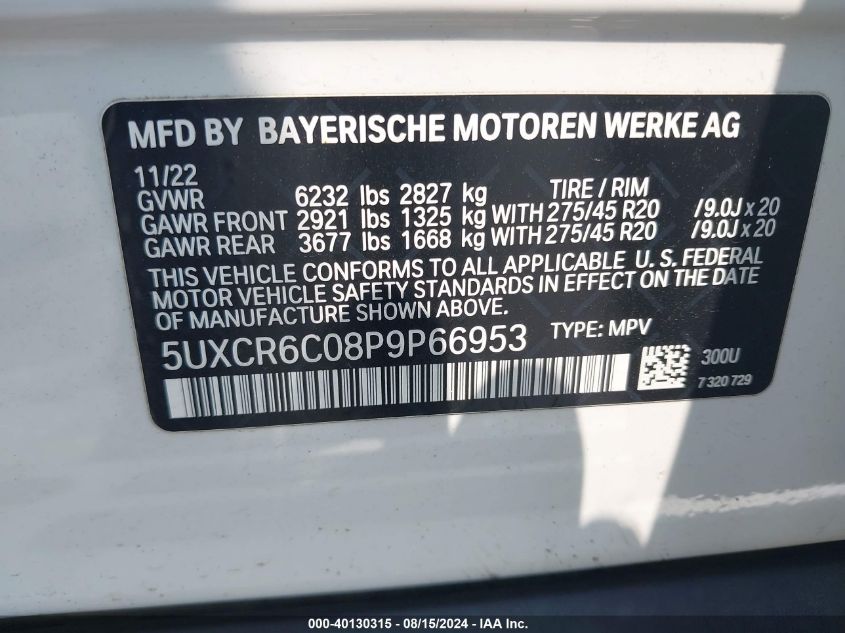 MFD BY BAYERISCHE MOTOREN WERKE AG
11/22 TIRE / RIM
GVWR 6232 lbs 2827 kg
GAWR FRONT 2921 lbs 1325 kg WITH 275/45 R20 /9.0J x 20
GAWR REAR 3677 lbs 1668 kg WITH 275/45 R20 /9.0J x 20
THIS VEHICLE CONFORMS TO ALL APPLICABLE U. S. FEDERAL
MOTOR VEHICLE SAFETY STANDARDS IN EFFECT ON THE DATE
OF MANUFACTURE SHOWN ABOVE.
5UXCR6C08P9P66953 TYPE: MPV
300U
7 320 729
000-40130315 - 08/15/2024 - IAA Inc.